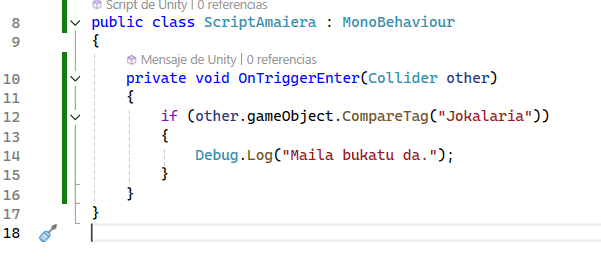 Script de Unity | 0 referencias
8 public class ScriptAmaiera : MonoBehaviour
9 {
Mensaje de Unity | 0 referencias
10 private void OnTriggerEnter(Collider other)
11 {
12 if (other.gameObject.CompareTag("Jokalaria"))
13 {
14 Debug.Log("Maila bukatu da.");
15 }
16 }
17 }
18